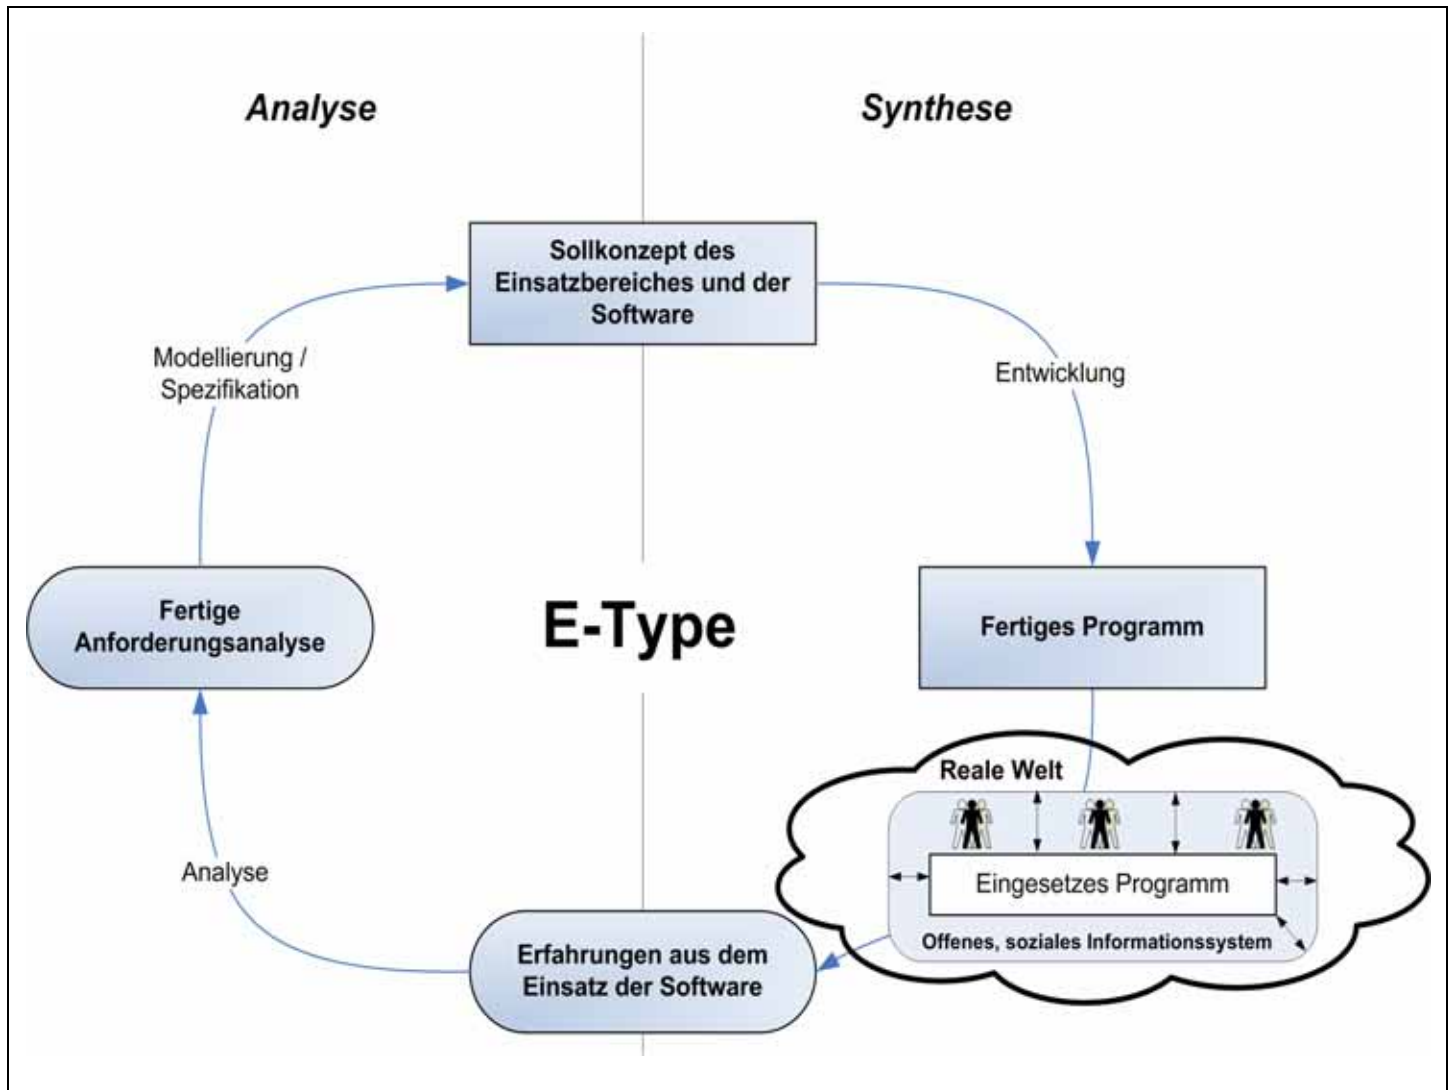 Analyse
Synthese
Sollkonzept des
Einsatzbereiches und der
Software
Modellierung /
Spezifikation
Entwicklung
Fertige
Anforderungsanalyse
E-Type
Fertiges Programm
Reale Welt
Eingesetzes Programm
Offenes, soziales Informationssystem
Analyse
Erfahrungen aus dem
Einsatz der Software